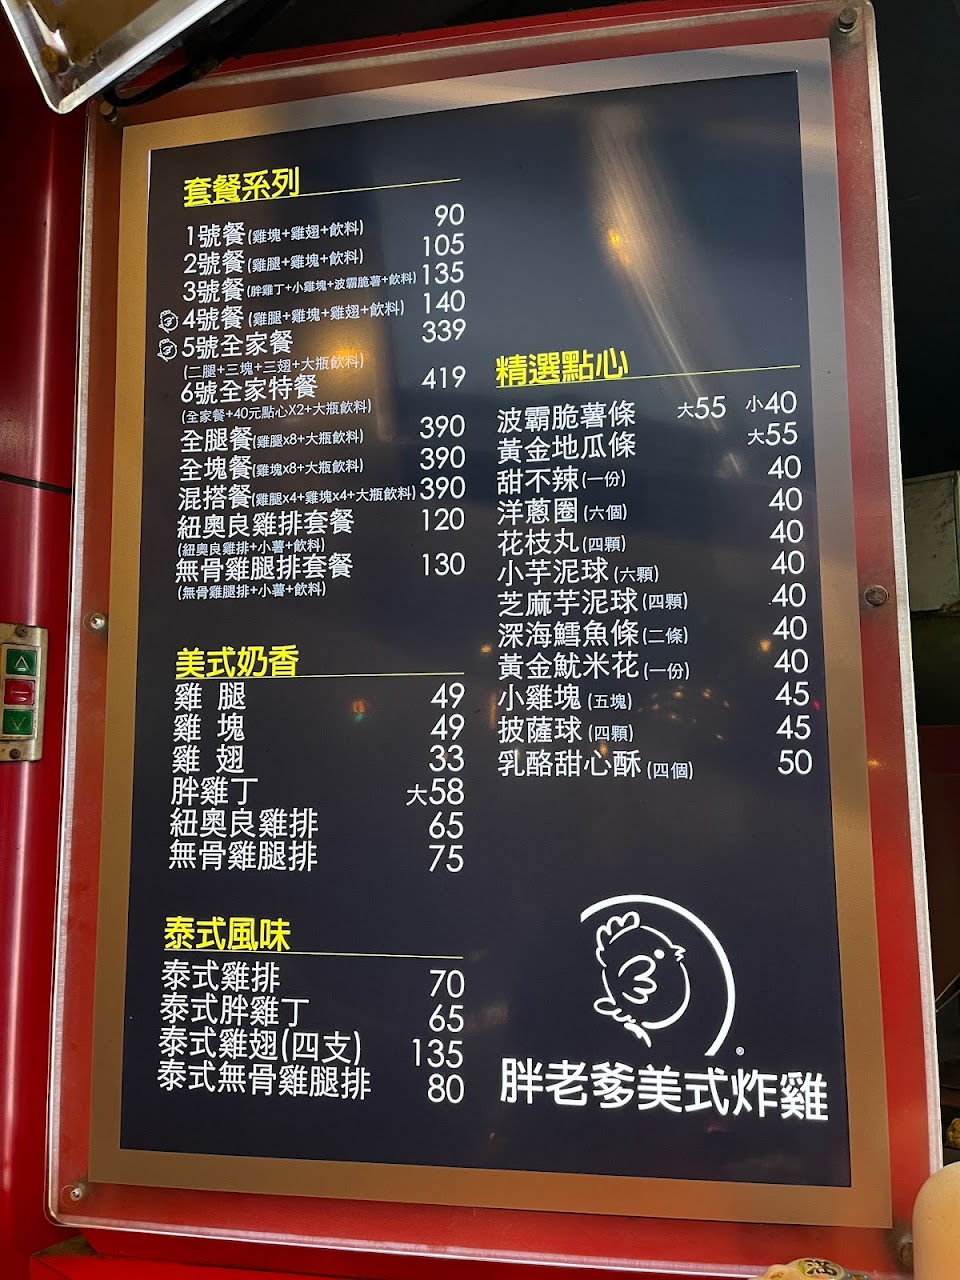 套餐系列
1號餐(雞塊+雞翅+飲料) 90
2號餐(雞腿+雞塊+飲料) 105
3號餐(胖雞丁+小雞塊+波霸脆薯+飲料) 135
4號餐(雞腿+雞塊+雞翅+飲料) 140
5號全家餐 339
(二腿+三塊+三翅+大瓶飲料)
6號全家特餐 419
(全家餐+40元點心X2+大瓶飲料)
全腿餐(雞腿x8+大瓶飲料) 390
全塊餐(雞塊x8+大瓶飲料) 390
混搭餐(雞腿x4+雞塊x4+大瓶飲料) 390
紐奧良雞排套餐 120
(紐奧良雞排+小薯+飲料)
無骨雞腿排套餐 130
(無骨雞腿排+小薯+飲料)
美式奶香
雞腿 49
雞塊 49
雞翅 33
胖雞丁 大58
紐奧良雞排 65
無骨雞腿排 75
泰式風味
泰式雞排 70
泰式胖雞丁 65
泰式雞翅(四支) 135
泰式無骨雞腿排 80
精選點心
波霸脆薯條 大55 小40
黃金地瓜條 大55
甜不辣(一份) 40
洋蔥圈(六個) 40
花枝丸(四顆) 40
小芋泥球(六顆) 40
芝麻芋泥球(四顆) 40
深海鱈魚條(二條) 40
黃金魷米花(一份) 40
小雞塊(五塊) 45
披薩球(四顆) 45
乳酪甜心酥(四個) 50
®
胖老爹美式炸雞